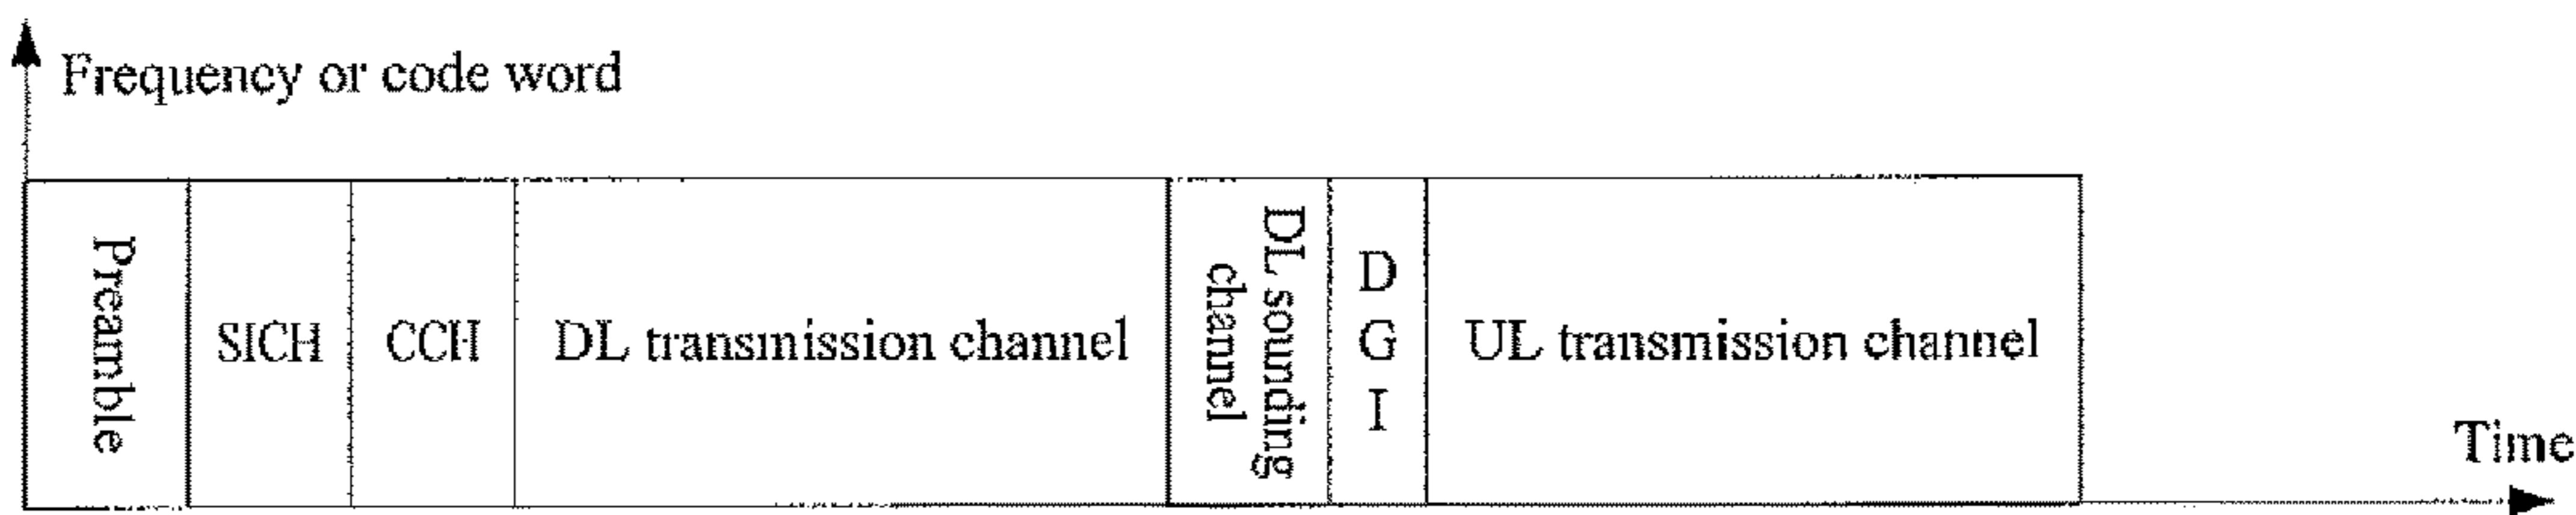 Frequency or code word
Preamble
SICH
CCH
DL transmission channel
DL sounding
channel
D
G
I
UL transmission channel
Time